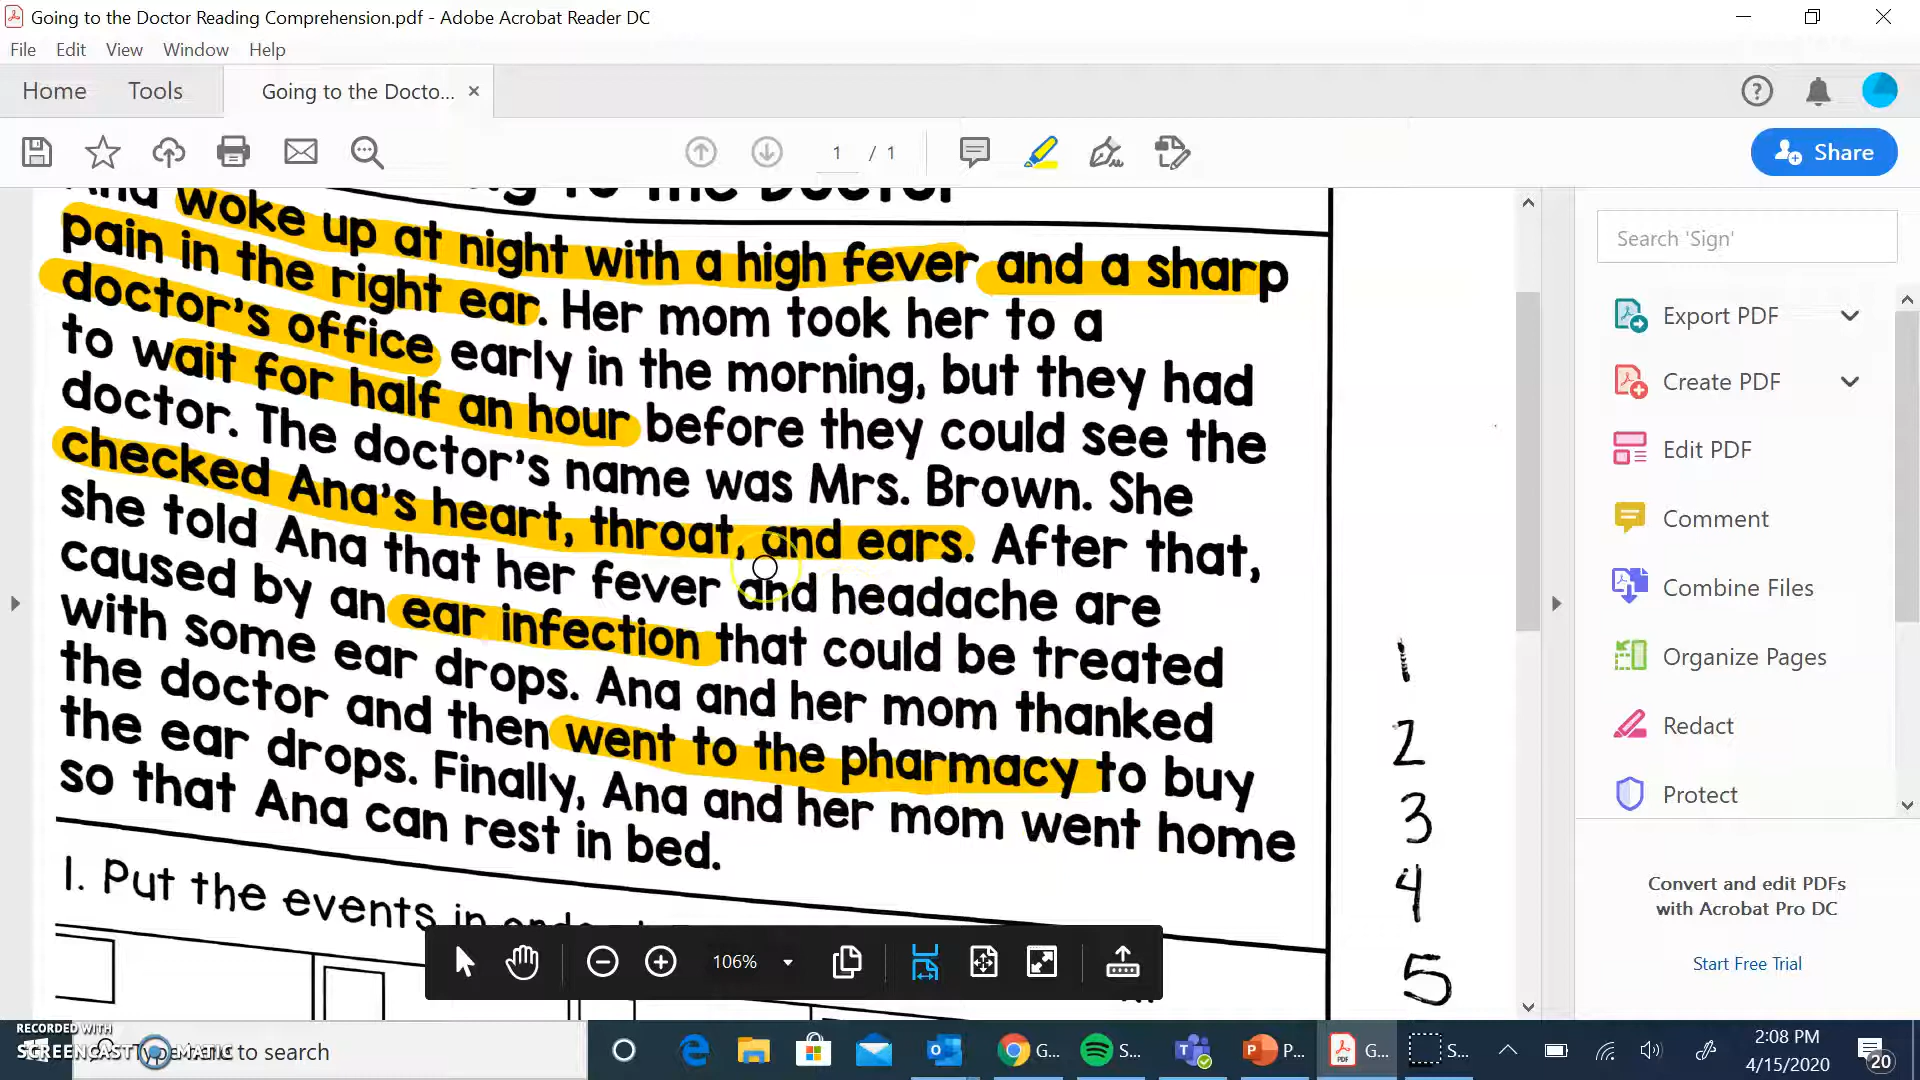 Going to the Doctor Reading Comprehension.pdf - Adobe Acrobat Reader DC
File Edit View Window Help
Home Tools Going to the Docto... ×
1 / 1 Share
to the Doctor
woke up at night with a high fever and a sharp
pain in the right ear. Her mom took her to a
doctor's office early in the morning, but they had
to wait for half an hour before they could see the
doctor. The doctor's name was Mrs. Brown. She
checked Ana's heart, throat, and ears. After that,
she told Ana that her fever and headache are
caused by an ear infection that could be treated
with some ear drops. Ana and her mom thanked
the doctor and then went to the pharmacy to buy
the ear drops. Finally, Ana and her mom went home
so that Ana can rest in bed.
1. Put the events in
1
2
3
4
5
Search 'Sign'
Export PDF
Create PDF
Edit PDF
Comment
Combine Files
Organize Pages
Redact
Protect
Convert and edit PDFs
with Acrobat Pro DC
Start Free Trial
106%
RECORDED WITH
SCREENCAST MATIC
to search
G... S... P... G... S...
2:08 PM
4/15/2020
20